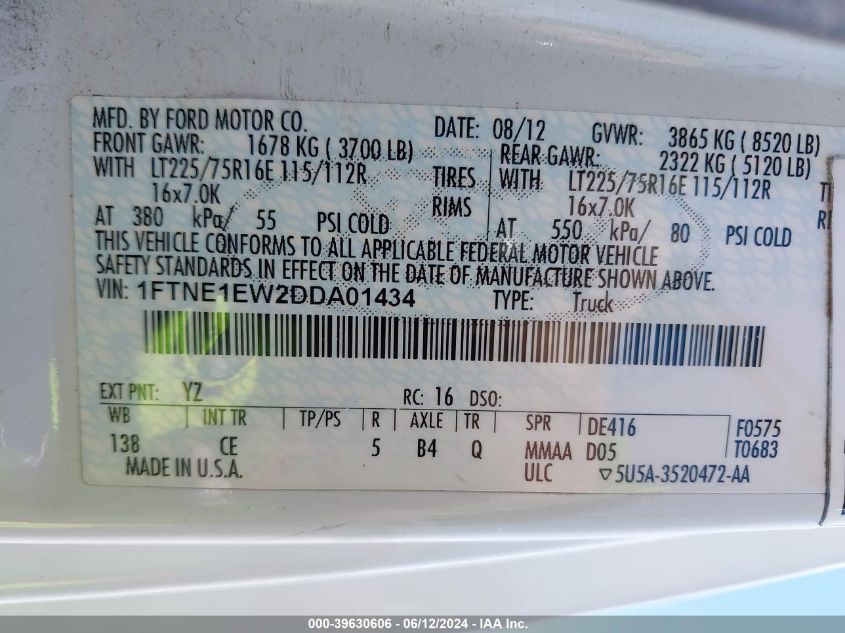 MFD. BY FORD MOTOR CO. DATE: 08/12 GVWR: 3865 KG ( 8520 LB)
FRONT GAWR: 1678 KG ( 3700 LB) REAR GAWR: 2322 KG ( 5120 LB)
WITH LT225/75R16E 115/112R TIRES WITH LT225/75R16E 115/112R
16x7.0K RIMS 16x7.0K
AT 380 kPa/ 55 PSI COLD AT 550 kPa/ 80 PSI COLD
THIS VEHICLE CONFORMS TO ALL APPLICABLE FEDERAL MOTOR VEHICLE
SAFETY STANDARDS IN EFFECT ON THE DATE OF MANUFACTURE SHOWN ABOVE.
VIN: 1FTNE1EW2DDA01434 TYPE: Truck
EXT PNT: YZ RC: 16 DSO:
WB INT TR TP/PS R AXLE TR SPR DE416 F0575
138 CE 5 B4 Q MMAA D05 T0683
MADE IN U.S.A. ULC ▽5U5A-3520472-AA
000-39630606 - 06/12/2024 - IAA Inc.